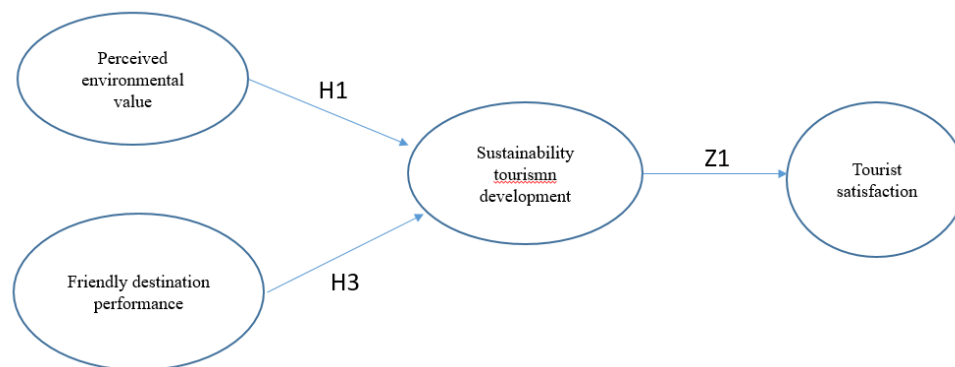 Perceived
environmental
value
H1
Sustainability
tourismn
development
Z1
Tourist
satisfaction
Friendly destination
performance
H3